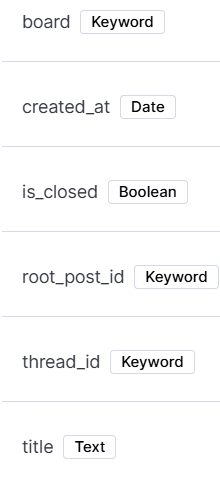 board Keyword
created_at Date
is_closed Boolean
root_post_id Keyword
thread_id Keyword
title Text